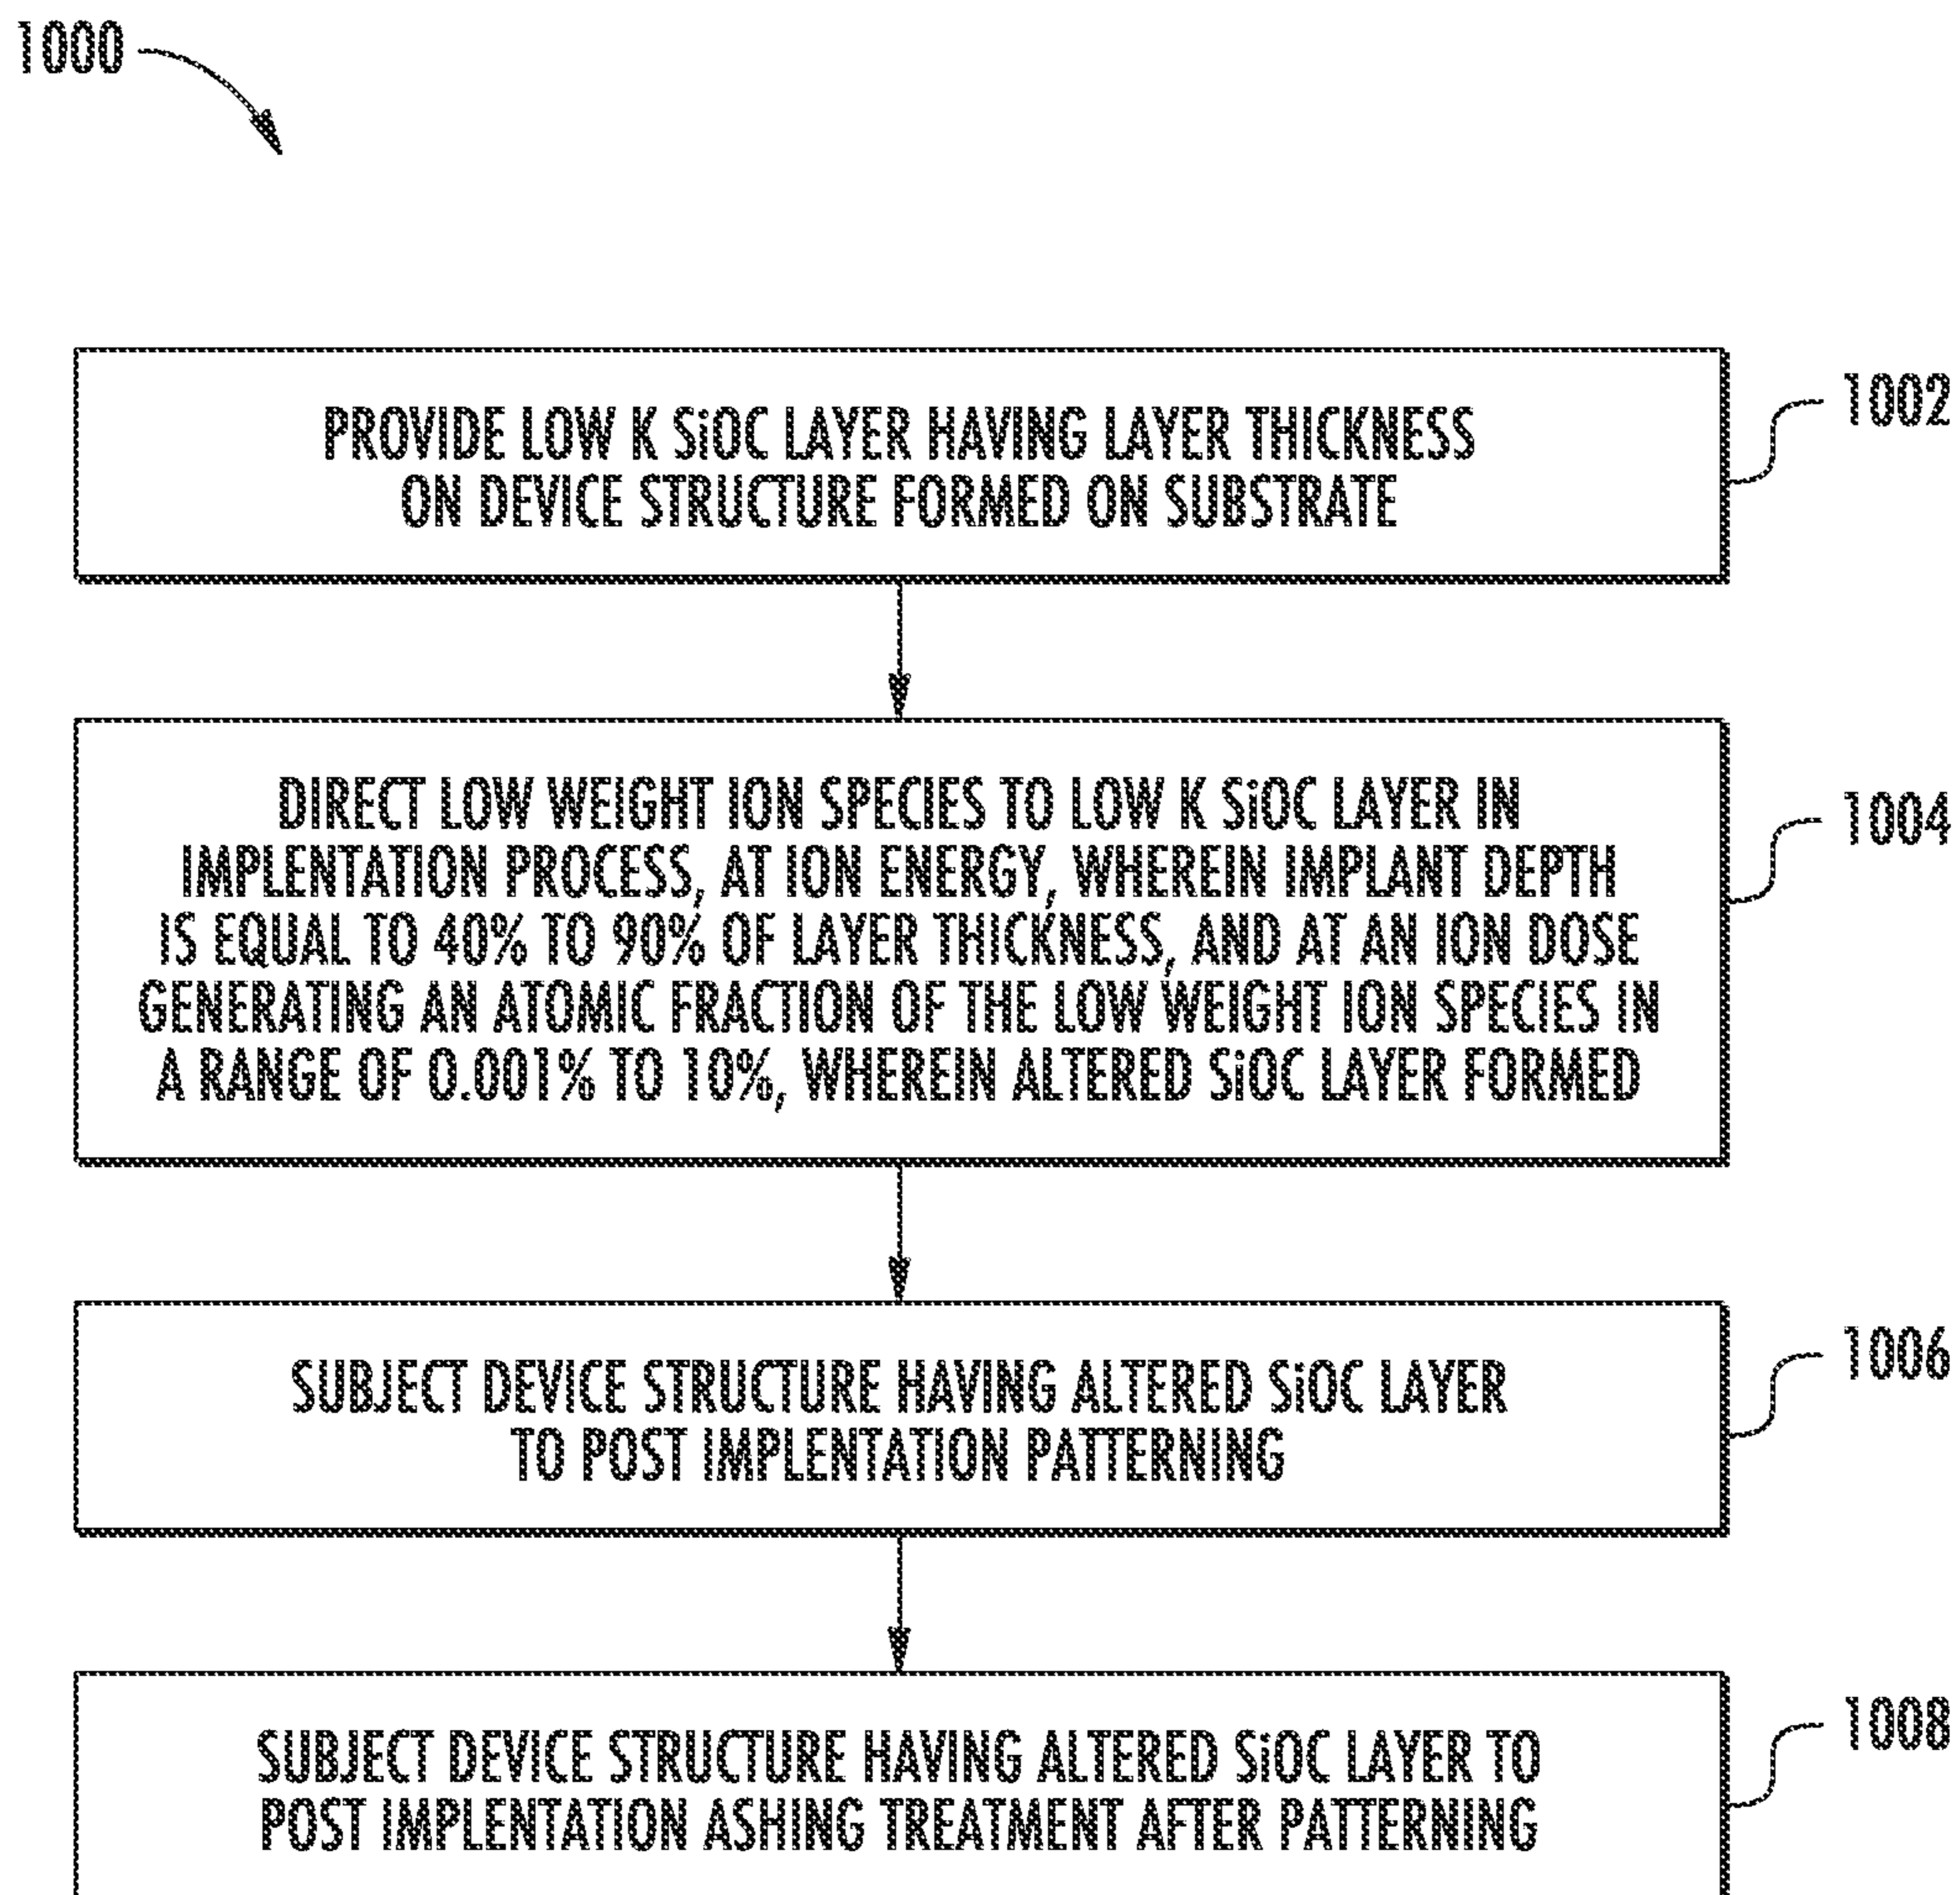 1000
PROVIDE LOW K SiOC LAYER HAVING LAYER THICKNESS
ON DEVICE STRUCTURE FORMED ON SUBSTRATE
1002
DIRECT LOW WEIGHT ION SPECIES TO LOW K SiOC LAYER IN
IMPLENTATION PROCESS, AT ION ENERGY, WHEREIN IMPLANT DEPTH
IS EQUAL TO 40% TO 90% OF LAYER THICKNESS, AND AT AN ION DOSE
GENERATING AN ATOMIC FRACTION OF THE LOW WEIGHT ION SPECIES IN
A RANGE OF 0.001% TO 10%, WHEREIN ALTERED SiOC LAYER FORMED
1004
SUBJECT DEVICE STRUCTURE HAVING ALTERED SiOC LAYER
TO POST IMPLENTATION PATTERNING
1006
SUBJECT DEVICE STRUCTURE HAVING ALTERED SiOC LAYER TO
POST IMPLENTATION ASHING TREATMENT AFTER PATTERNING
1008